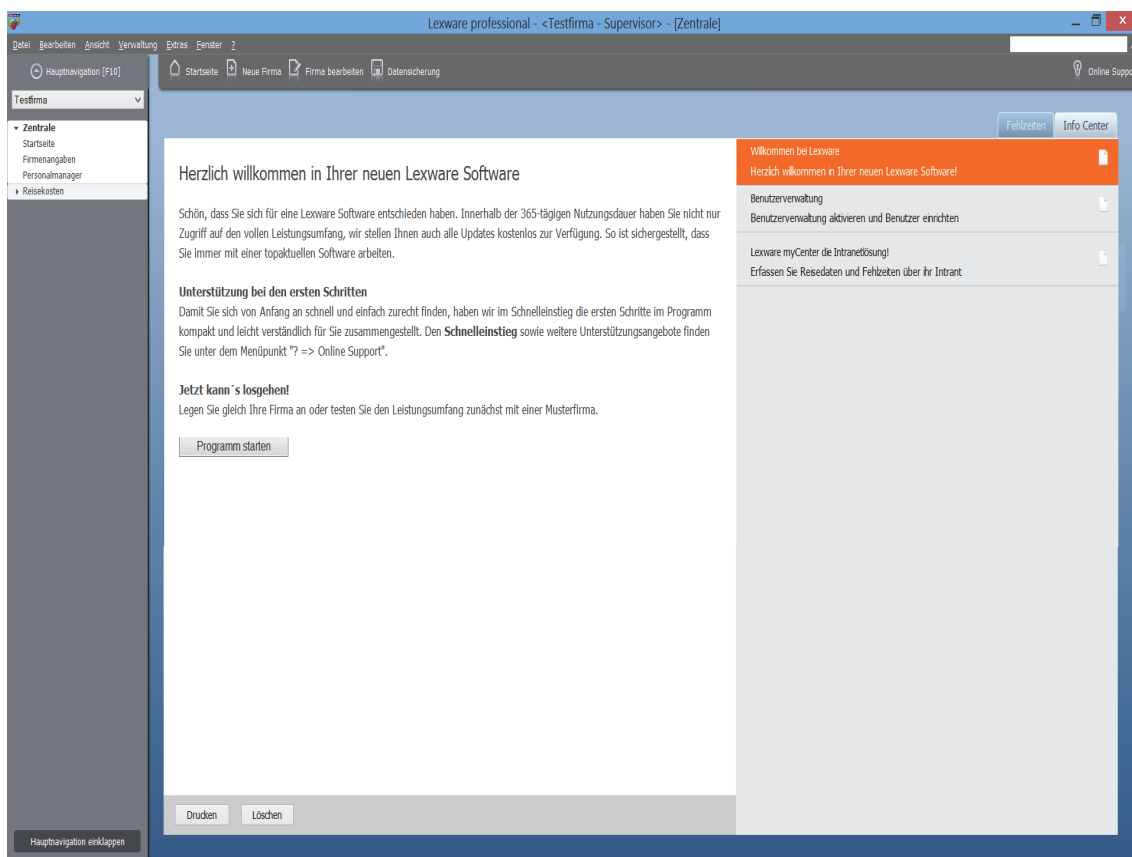 Lexware professional - <Testfirma - Supervisor> - [Zentrale]
Datei Bearbeiten Ansicht Verwaltung Extras Fenster ?
Hauptnavigation [F10]
Startseite Neue Firma Firma bearbeiten Datensicherung
Online Suppo
Testfirma
Zentrale
Startseite
Firmenangaben
Personalmanager
Reisekosten
Fehlzeiten Info Center
Herzlich willkommen in Ihrer neuen Lexware Software
Schön, dass Sie sich für eine Lexware Software entschieden haben. Innerhalb der 365-tägigen Nutzungsdauer haben Sie nicht nur
Zugriff auf den vollen Leistungsumfang, wir stellen Ihnen auch alle Updates kostenlos zur Verfügung. So ist sichergestellt, dass
Sie immer mit einer topaktuellen Software arbeiten.
Unterstützung bei den ersten Schritten
Damit Sie sich von Anfang an schnell und einfach zurecht finden, haben wir im Schnelleinstieg die ersten Schritte im Programm
kompakt und leicht verständlich für Sie zusammengestellt. Den Schnelleinstieg sowie weitere Unterstützungsangebote finden
Sie unter dem Menüpunkt "? => Online Support".
Jetzt kann´s losgehen!
Legen Sie gleich Ihre Firma an oder testen Sie den Leistungsumfang zunächst mit einer Musterfirma.
Programm starten
Willkommen bei Lexware
Herzlich willkommen in Ihrer neuen Lexware Software!
Benutzerverwaltung
Benutzerverwaltung aktivieren und Benutzer einrichten
Lexware myCenter die Intranetlösung!
Erfassen Sie Reisedaten und Fehlzeiten über ihr Intrant
Drucken Löschen
Hauptnavigation einklappen